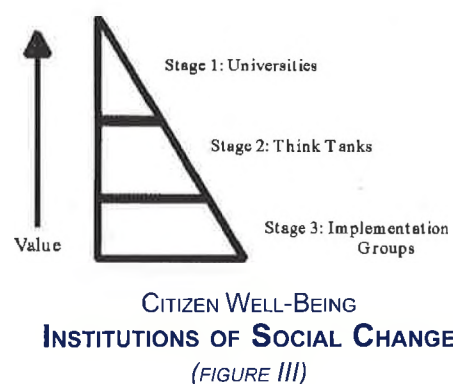 Stage 1: Universities
Stage 2: Think Tanks
Value
Stage 3: Implementation
Groups
CITIZEN WELL-BEING
INSTITUTIONS OF SOCIAL CHANGE
(FIGURE III)